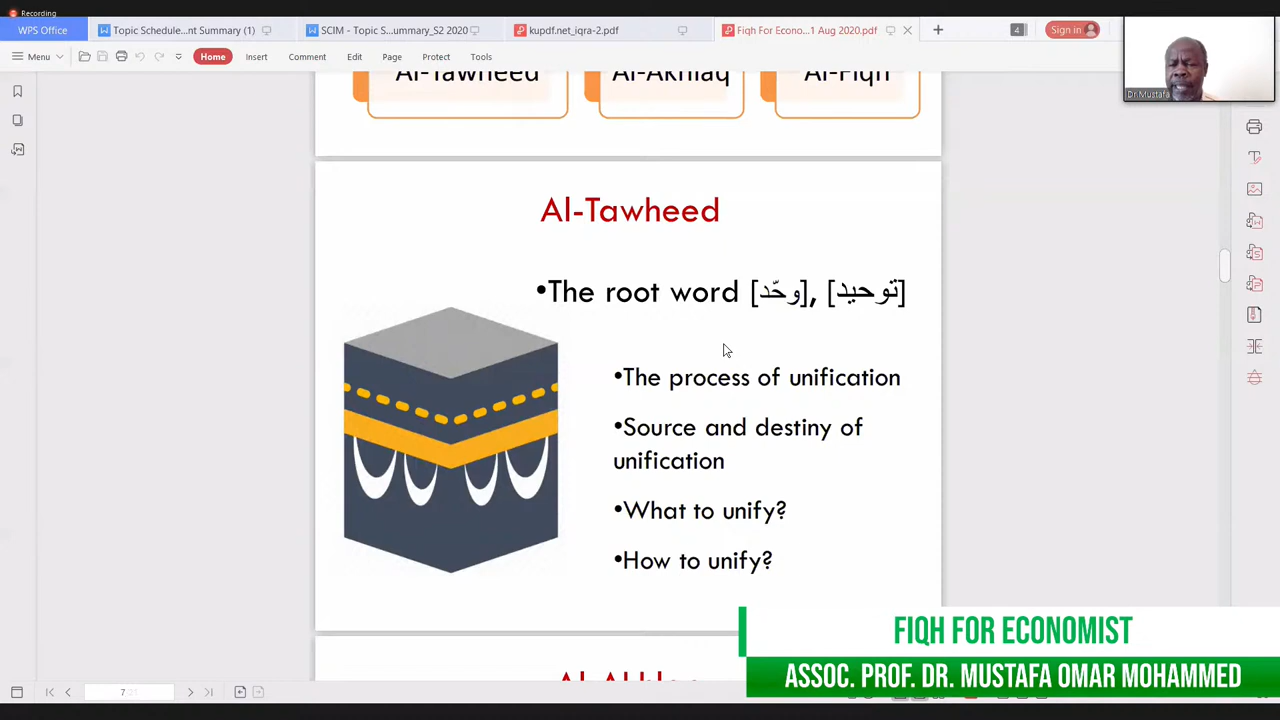 Recording
WPS Office
Topic Schedule...nt Summary (1)
SCIM - Topic S...ummary_S2 2020
kupdf.net_iqra-2.pdf
Fiqh For Econo...1 Aug 2020.pdf
4
Sign in
Menu
Home
Insert
Comment
Edit
Page
Protect
Tools
Dr.Mustafa
Al-Tawheed
Al-Akhlaq
Al-Fiqh
Al-Tawheed
•The root word [وحّد], [توحيد]
•The process of unification
•Source and destiny of
unification
•What to unify?
•How to unify?
FIQH FOR ECONOMIST
ASSOC. PROF. DR. MUSTAFA OMAR MOHAMMED
Al-Akhlaq